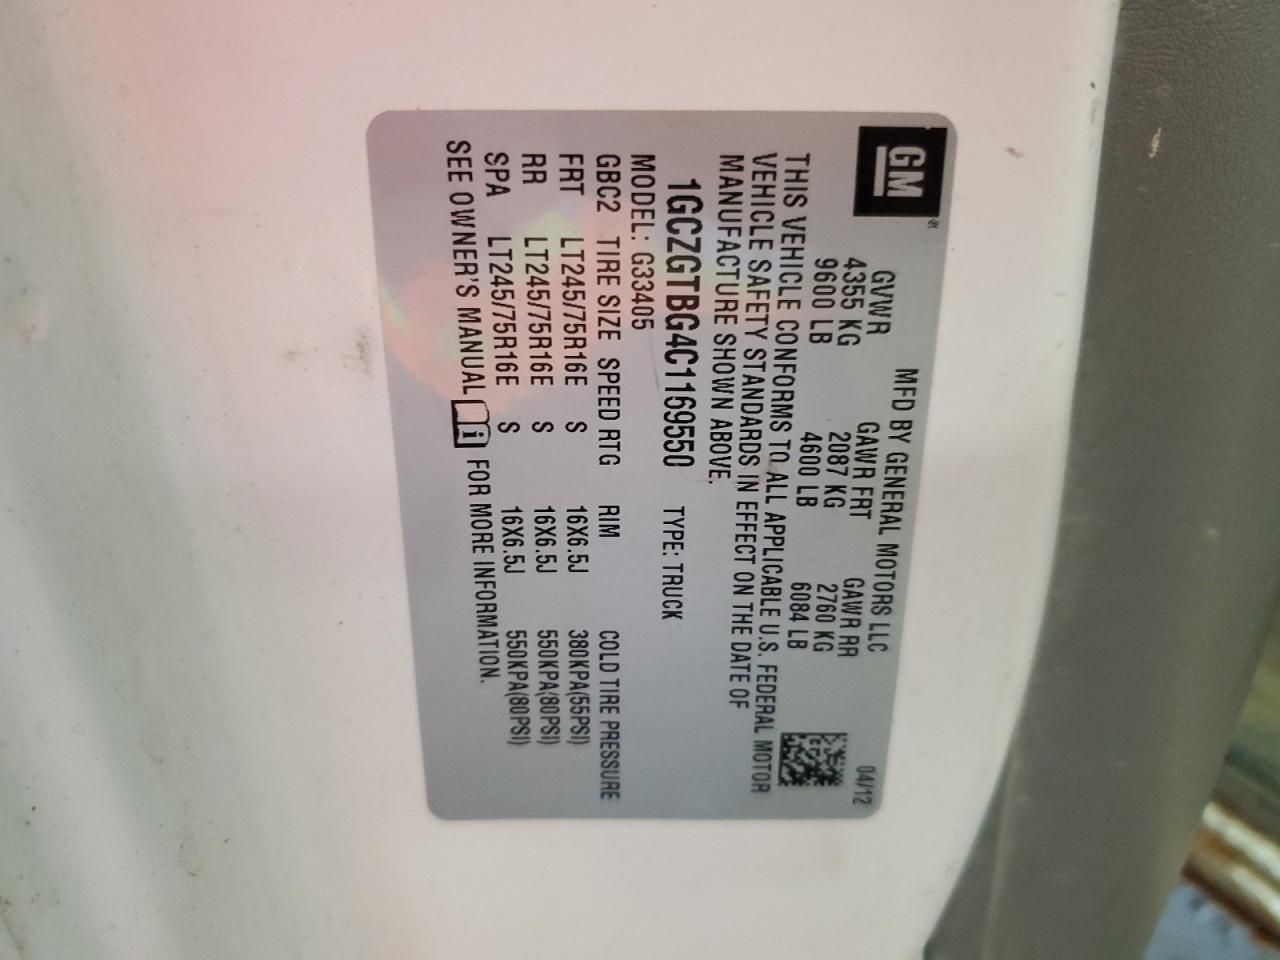 GM
MFD BY GENERAL MOTORS LLC 04/12
GVWR GAWR FRT GAWR RR
4355 KG 2087 KG 2760 KG
9600 LB 4600 LB 6084 LB
THIS VEHICLE CONFORMS TO ALL APPLICABLE U.S. FEDERAL MOTOR
VEHICLE SAFETY STANDARDS IN EFFECT ON THE DATE OF
MANUFACTURE SHOWN ABOVE.
1GCZGTBG4C1169550 TYPE: TRUCK
MODEL: G33405
GBC2 TIRE SIZE SPEED RTG RIM COLD TIRE PRESSURE
FRT LT245/75R16E S 16X6.5J 380KPA(55PSI)
RR LT245/75R16E S 16X6.5J 550KPA(80PSI)
SPA LT245/75R16E S 16X6.5J 550KPA(80PSI)
SEE OWNER'S MANUAL i FOR MORE INFORMATION.